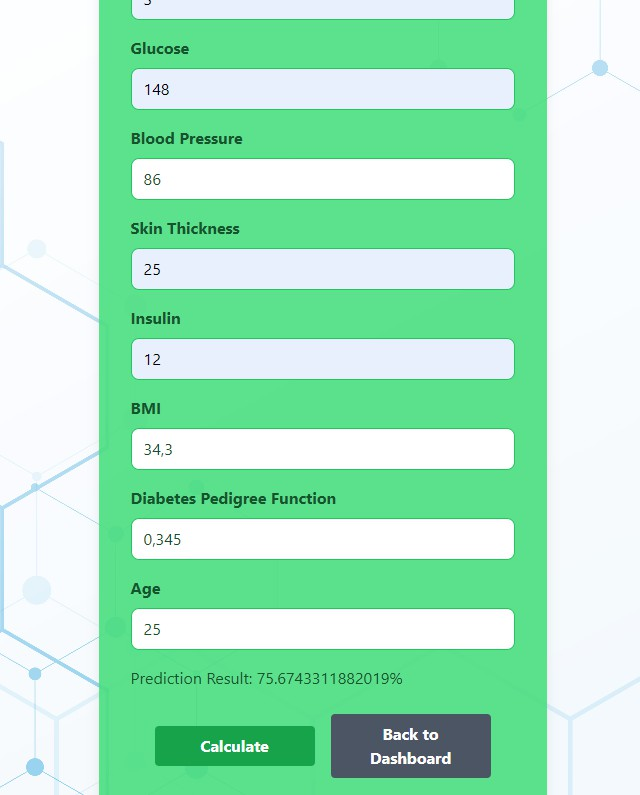 Glucose
148
Blood Pressure
86
Skin Thickness
25
Insulin
12
BMI
34,3
Diabetes Pedigree Function
0,345
Age
25
Prediction Result: 75.6743311882019%
Calculate
Back to
Dashboard